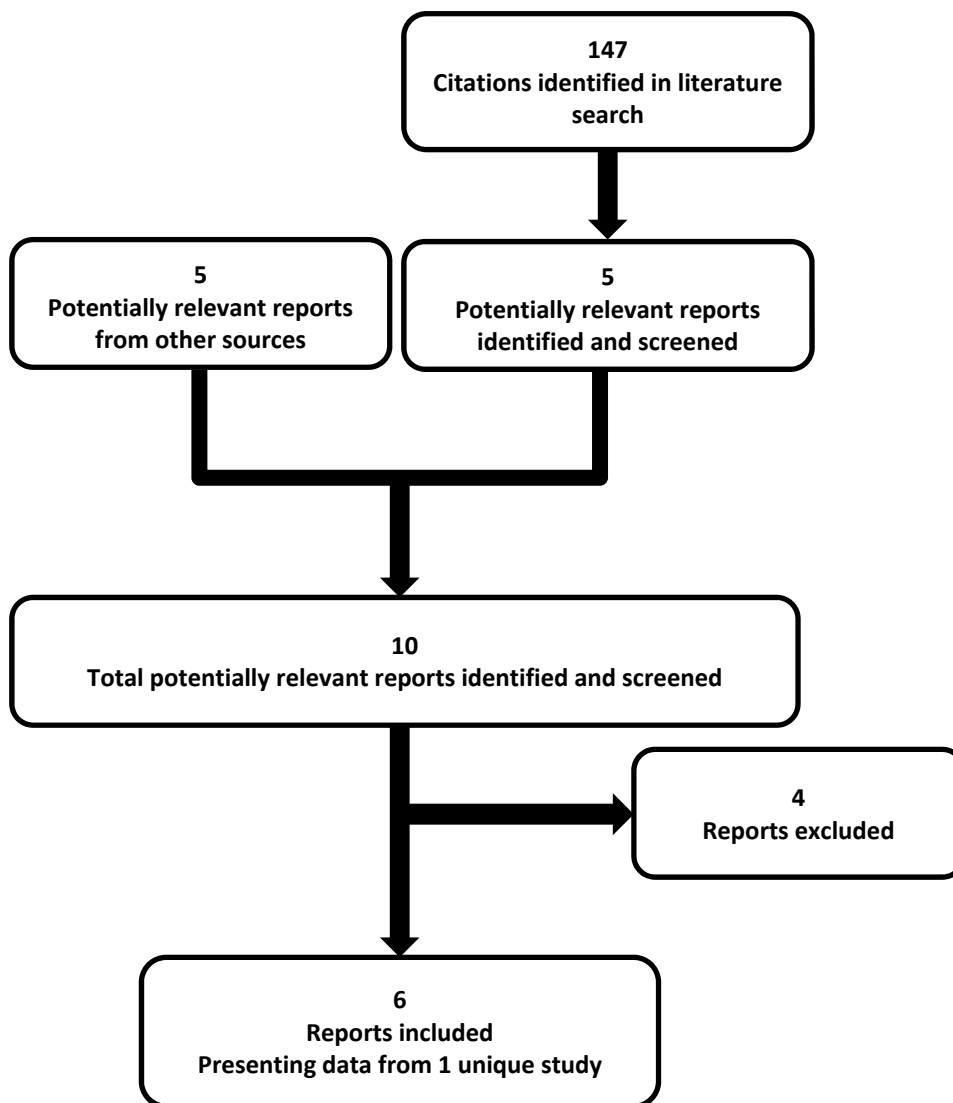 147
Citations identified in literature
search
5
Potentially relevant reports
from other sources
5
Potentially relevant reports
identified and screened
10
Total potentially relevant reports identified and screened
4
Reports excluded
6
Reports included
Presenting data from 1 unique study